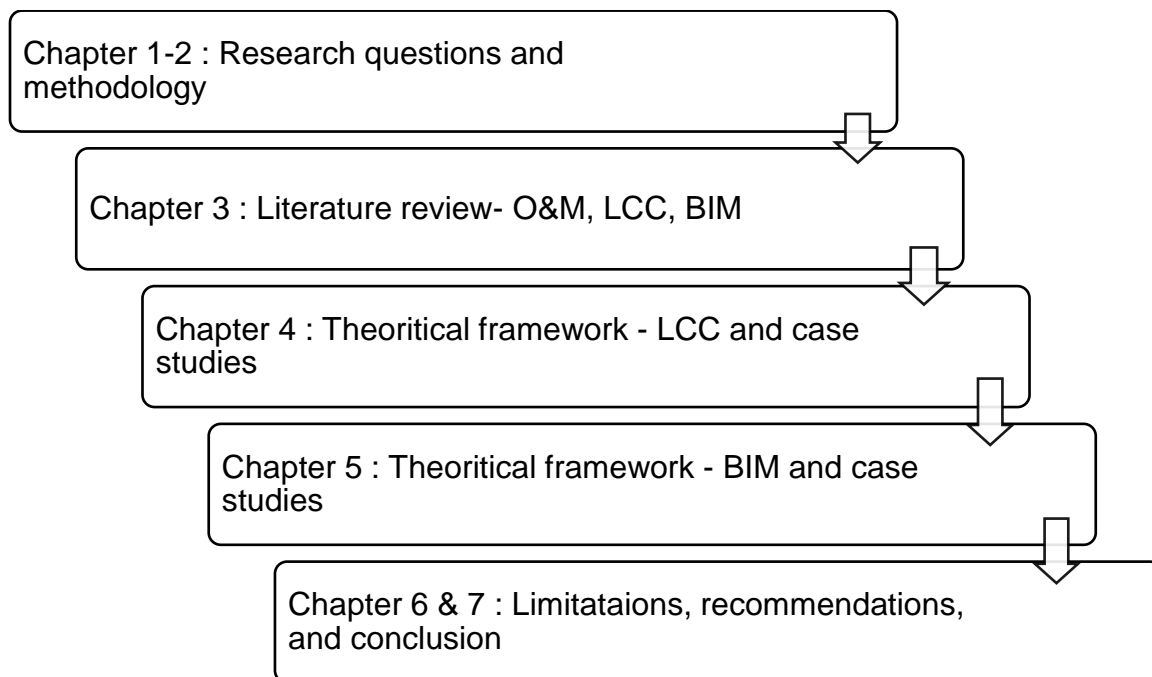 Chapter 1-2 : Research questions and
methodology
Chapter 3 : Literature review- O&M, LCC, BIM
Chapter 4 : Theoritical framework - LCC and case
studies
Chapter 5 : Theoritical framework - BIM and case
studies
Chapter 6 & 7 : Limitataions, recommendations,
and conclusion